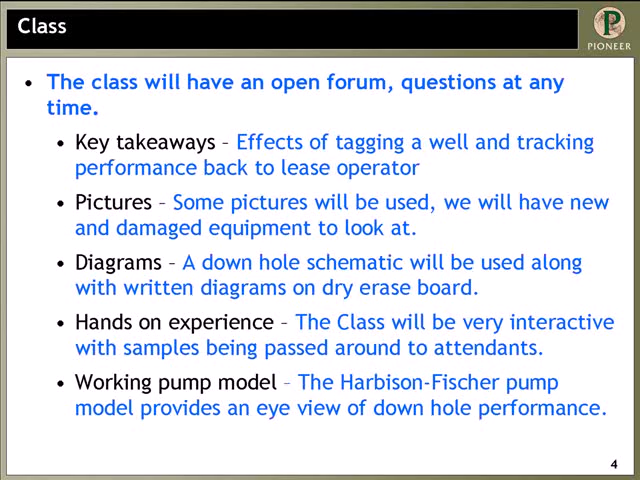 Class
P
PIONEER
• The class will have an open forum, questions at any
time.
• Key takeaways – Effects of tagging a well and tracking
performance back to lease operator
• Pictures – Some pictures will be used, we will have new
and damaged equipment to look at.
• Diagrams – A down hole schematic will be used along
with written diagrams on dry erase board.
• Hands on experience – The Class will be very interactive
with samples being passed around to attendants.
• Working pump model – The Harbison-Fischer pump
model provides an eye view of down hole performance.
4